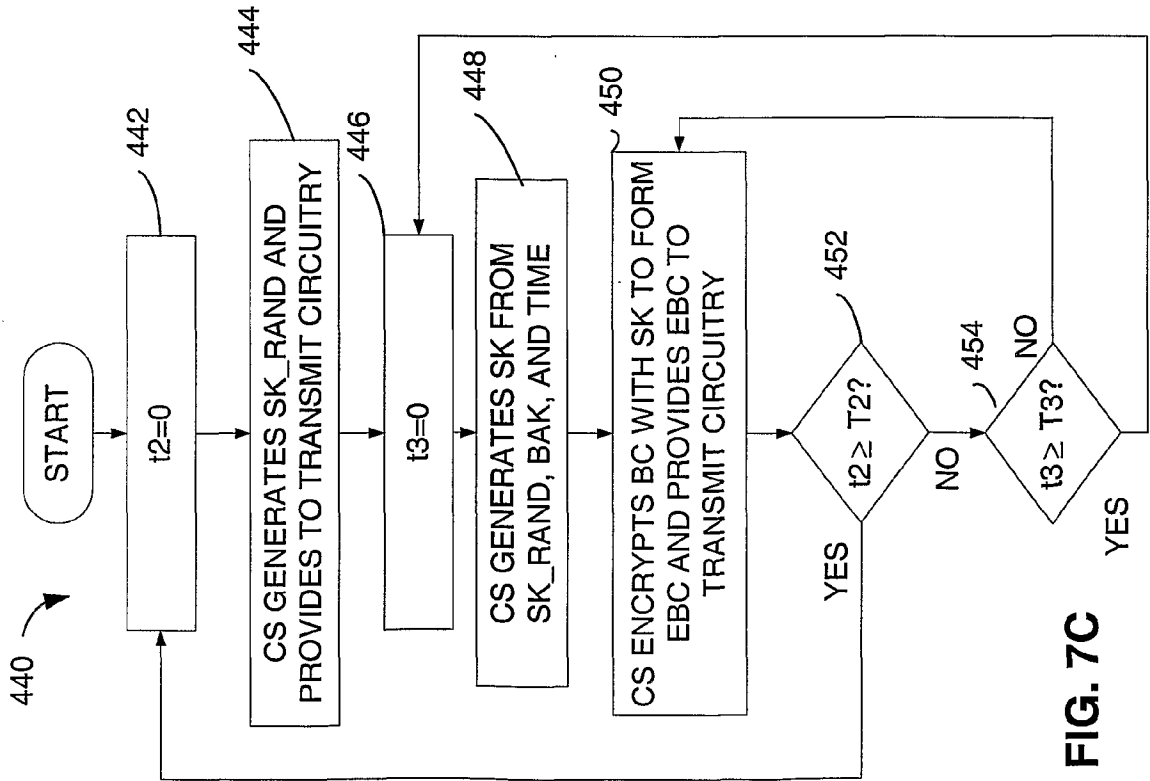 440
START
442
t2=0
444
CS GENERATES SK_RAND AND
PROVIDES TO TRANSMIT CIRCUITRY
446
t3=0
448
CS GENERATES SK FROM
SK_RAND, BAK, AND TIME
450
CS ENCRYPTS BC WITH SK TO FORM
EBC AND PROVIDES EBC TO
TRANSMIT CIRCUITRY
452
t2 ≥ T2?
YES
NO
454
t3 ≥ T3?
NO
YES
FIG. 7C